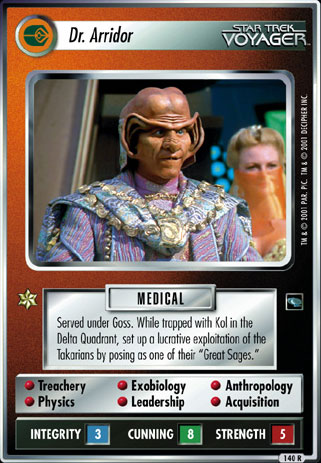 Dr. Arridor
STAR TREK
VOYAGER™
TM & © 2001 PAR. PIC. TM & © 2001 DECIPHER INC.
MEDICAL
Served under Goss. While trapped with Kol in the
Delta Quadrant, set up a lucrative exploitation of the
Takarians by posing as one of their “Great Sages.”
Treachery Exobiology Anthropology
Physics Leadership Acquisition
INTEGRITY 3 CUNNING 8 STRENGTH 5
140 R